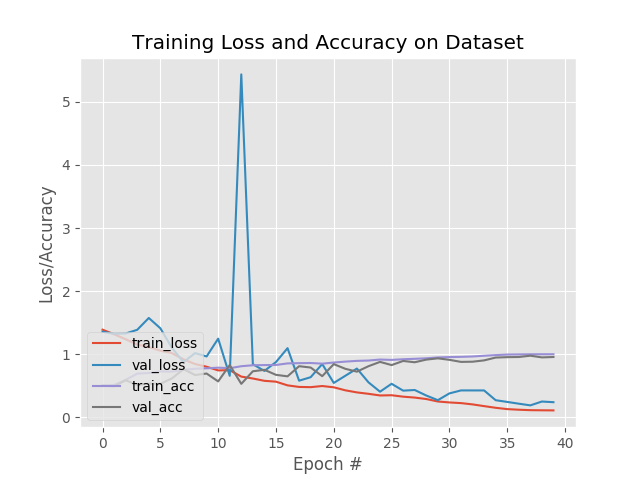 Training Loss and Accuracy on Dataset
Loss/Accuracy
5
4
3
2
1
0
train_loss
val_loss
train_acc
val_acc
0 5 10 15 20 25 30 35 40
Epoch #